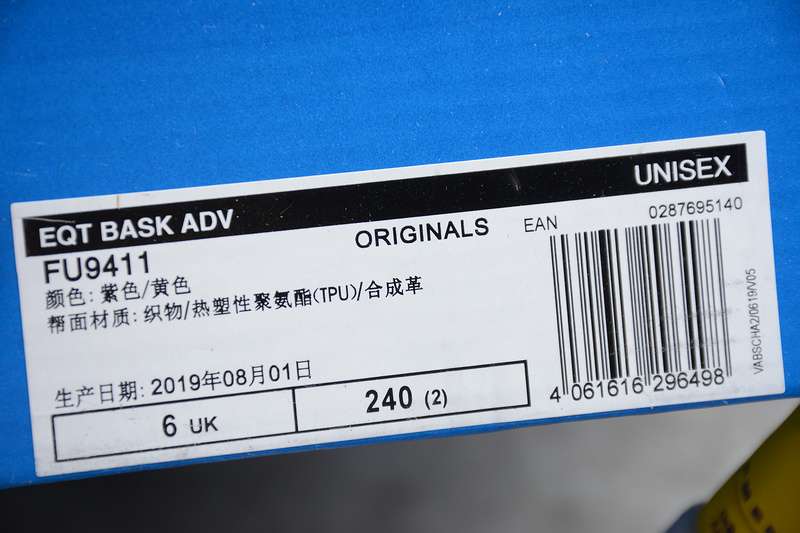 EQT BASK ADV
UNISEX
FU9411
ORIGINALS
EAN
0287695140
颜色: 紫色/黄色
帮面材质: 织物/热塑性聚氨酯(TPU)/合成革
生产日期: 2019年08月01日
6 UK
240 (2)
4 061616 296498
VABSCHA2/0619/V05